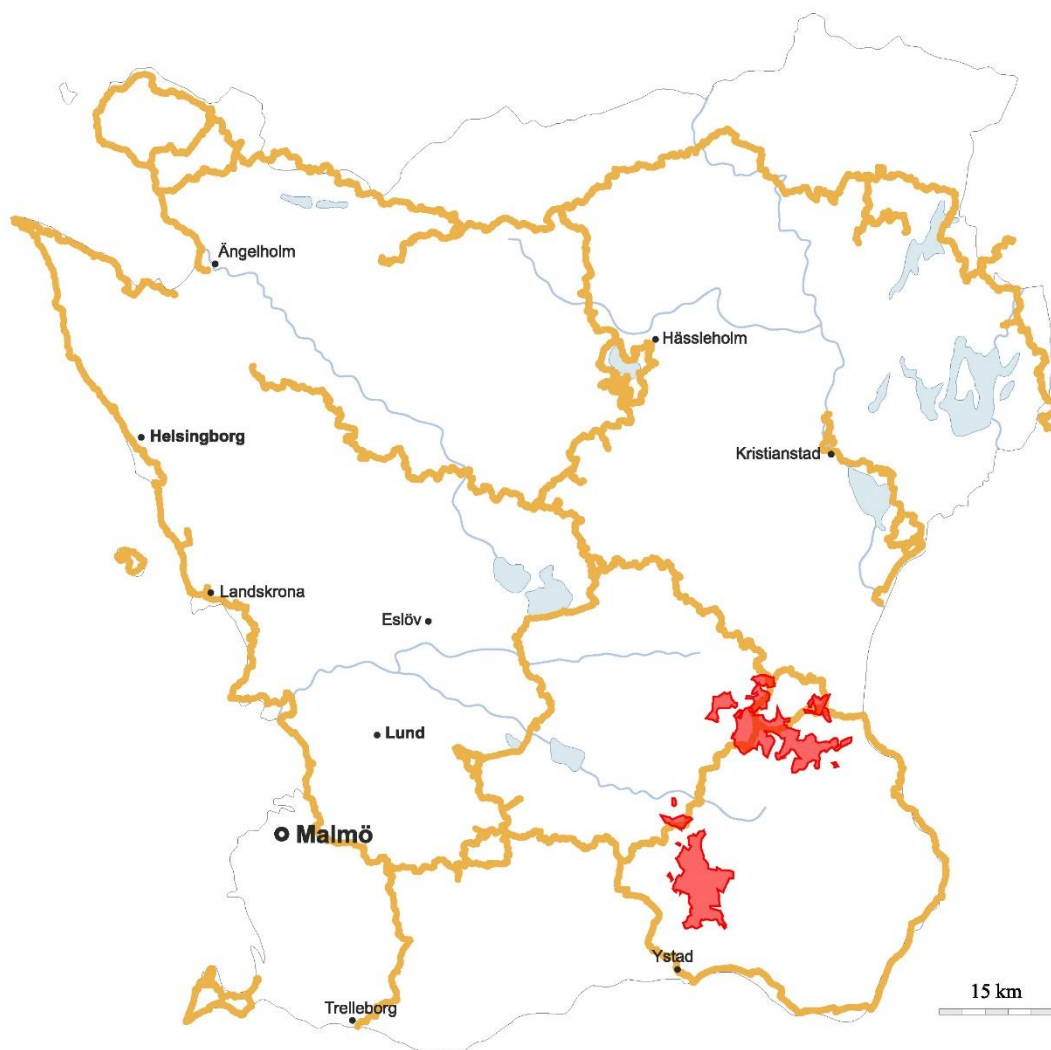 Ängelholm
Hässleholm
Helsingborg
Kristianstad
Landskrona
Eslöv
Lund
Malmö
Ystad
15 km
Trelleborg